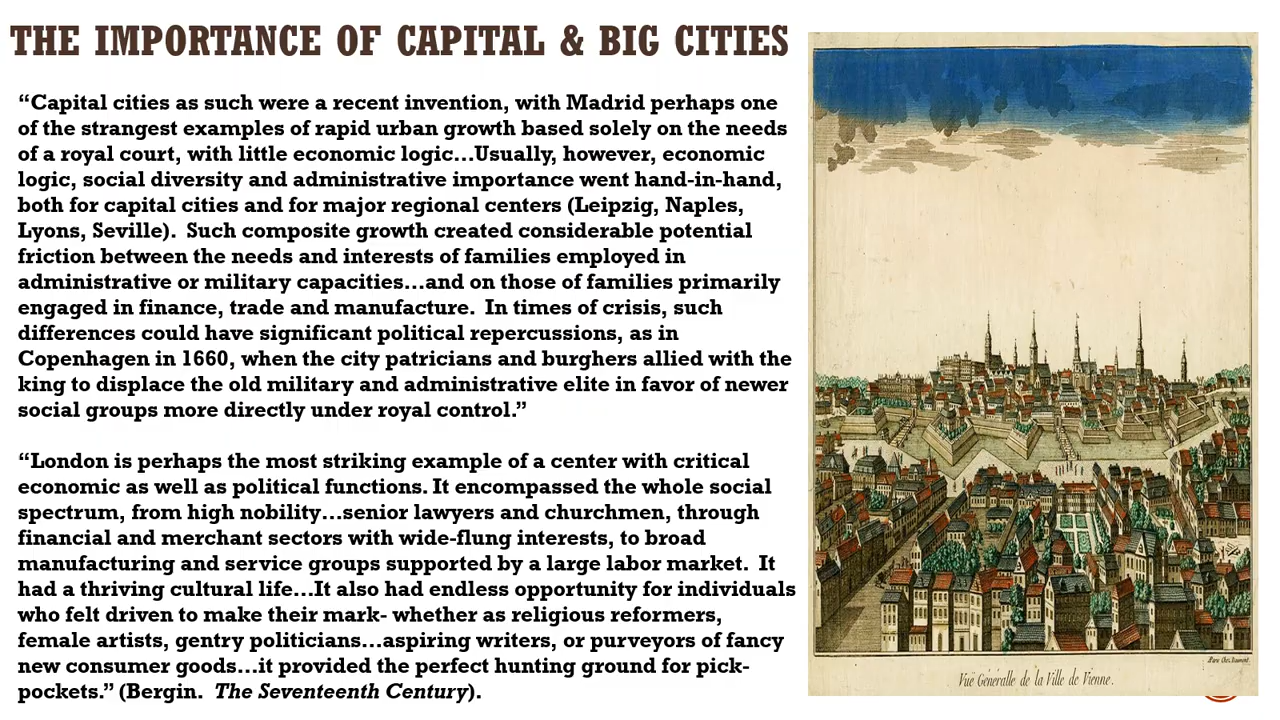 THE IMPORTANCE OF CAPITAL & BIG CITIES
“Capital cities as such were a recent invention, with Madrid perhaps one
of the strangest examples of rapid urban growth based solely on the needs
of a royal court, with little economic logic…Usually, however, economic
logic, social diversity and administrative importance went hand-in-hand,
both for capital cities and for major regional centers (Leipzig, Naples,
Lyons, Seville).  Such composite growth created considerable potential
friction between the needs and interests of families employed in
administrative or military capacities…and on those of families primarily
engaged in finance, trade and manufacture.  In times of crisis, such
differences could have significant political repercussions, as in
Copenhagen in 1660, when the city patricians and burghers allied with the
king to displace the old military and administrative elite in favor of newer
social groups more directly under royal control.”
“London is perhaps the most striking example of a center with critical
economic as well as political functions. It encompassed the whole social
spectrum, from high nobility…senior lawyers and churchmen, through
financial and merchant sectors with wide-flung interests, to broad
manufacturing and service groups supported by a large labor market.  It
had a thriving cultural life…It also had endless opportunity for individuals
who felt driven to make their mark- whether as religious reformers,
female artists, gentry politicians…aspiring writers, or purveyors of fancy
new consumer goods…it provided the perfect hunting ground for pick-
pockets.” (Bergin.  The Seventeenth Century).
Vuë Géneralle de la Ville de Vienne.